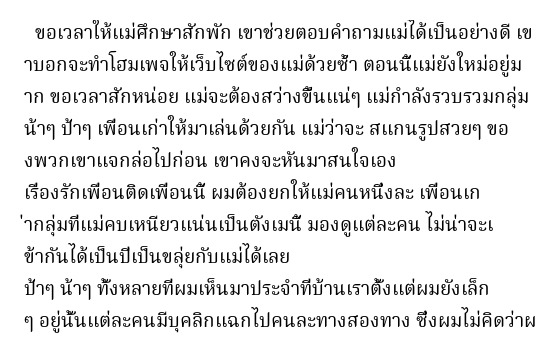 ขอเวลาให้แม่ศึกษาสักพัก เขาช่วยตอบคำถามแม่ได้เป็นอย่างดี เข
าบอกจะทำโฮมเพจให้เว็บไซต์ของแม่ด้วยซ้ำ ตอนนี้แม่ยังใหม่อยู่ม
าก ขอเวลาสักหน่อย แม่จะต้องสว่างขึ้นแน่ๆ แม่กำลังรวบรวมกลุ่ม
น้าๆ ป้าๆ เพื่อนเก่าให้มาเล่นด้วยกัน แม่ว่าจะ สแกนรูปสวยๆ ขอ
งพวกเขาแจกล่อไปก่อน เขาคงจะหันมาสนใจเอง
เรื่องรักเพื่อนติดเพื่อนนี้ ผมต้องยกให้แม่คนหนึ่งละ เพื่อนเก
่ากลุ่มที่แม่คบเหนียวแน่นเป็นตังเมนี้ มองดูแต่ละคน ไม่น่าจะเ
ข้ากันได้เป็นปี่เป็นขลุ่ยกับแม่ได้เลย
ป้าๆ น้าๆ ทั้งหลายที่ผมเห็นมาประจำที่บ้านเราตั้งแต่ผมยังเล็ก
ๆ อยู่นั้นแต่ละคนมีบุคลิกแฉกไปคนละทางสองทาง ซึ่งผมไม่คิดว่าผ